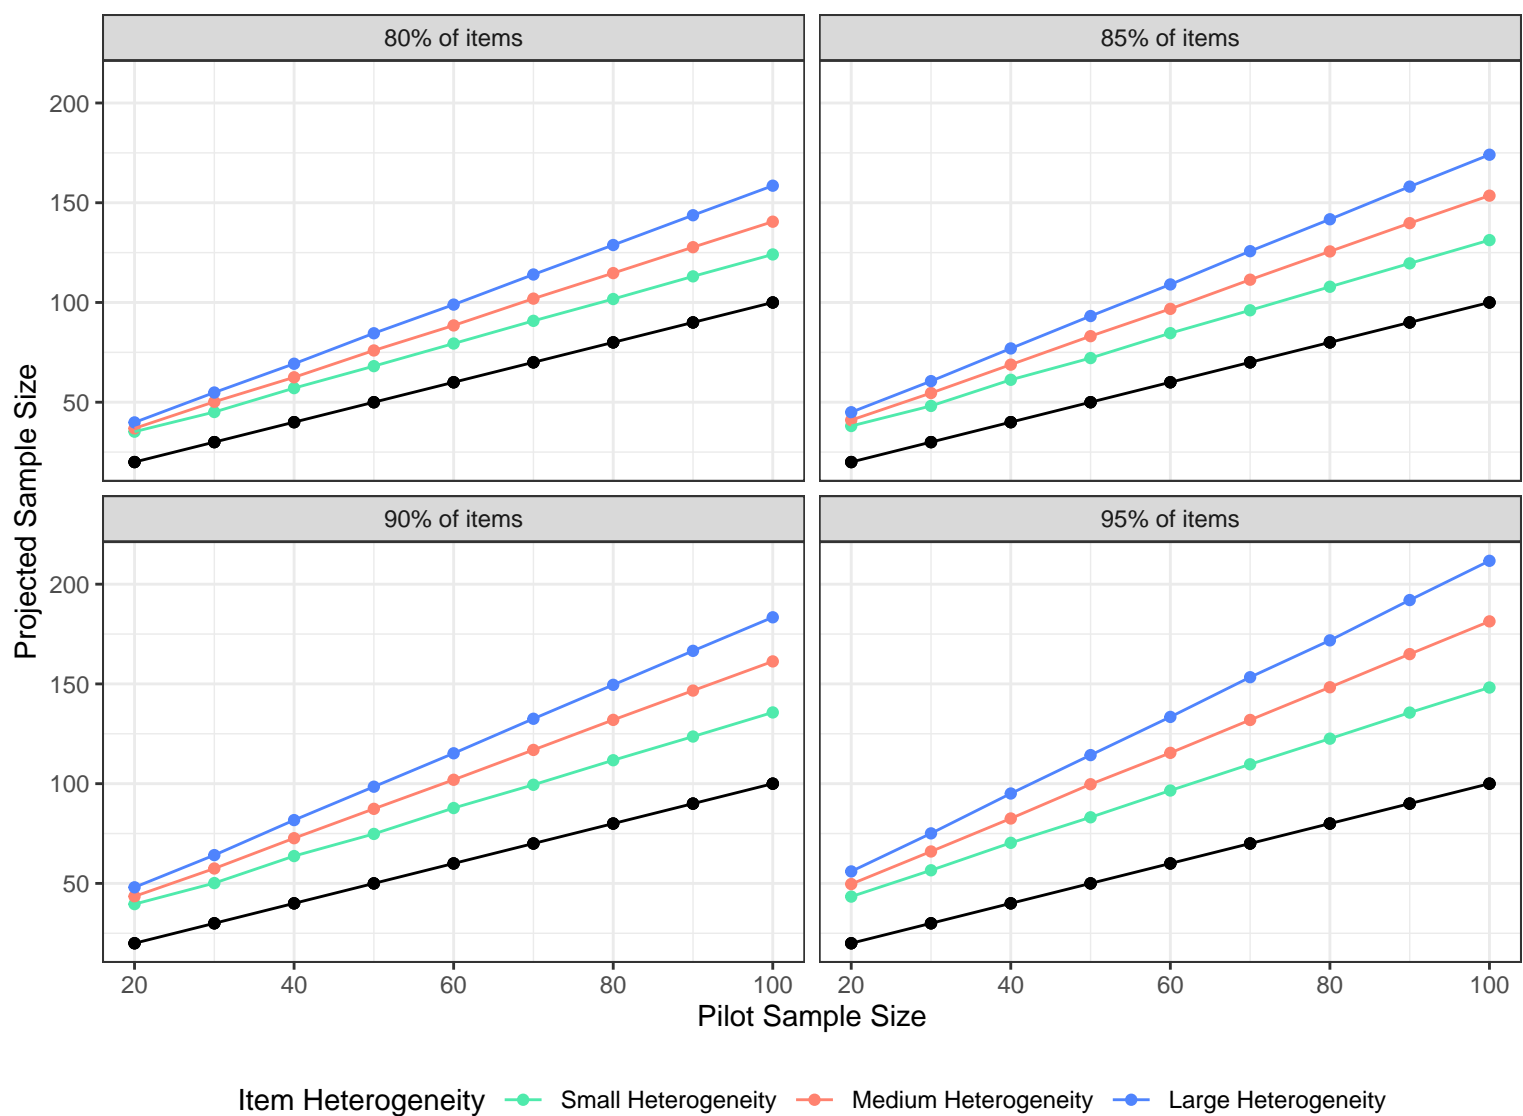 80% of items
85% of items
200
150
100
50
90% of items
95% of items
200
150
100
50
Projected Sample Size
20 40 60 80 100 20 40 60 80 100
Pilot Sample Size
Item Heterogeneity Small Heterogeneity Medium Heterogeneity Large Heterogeneity